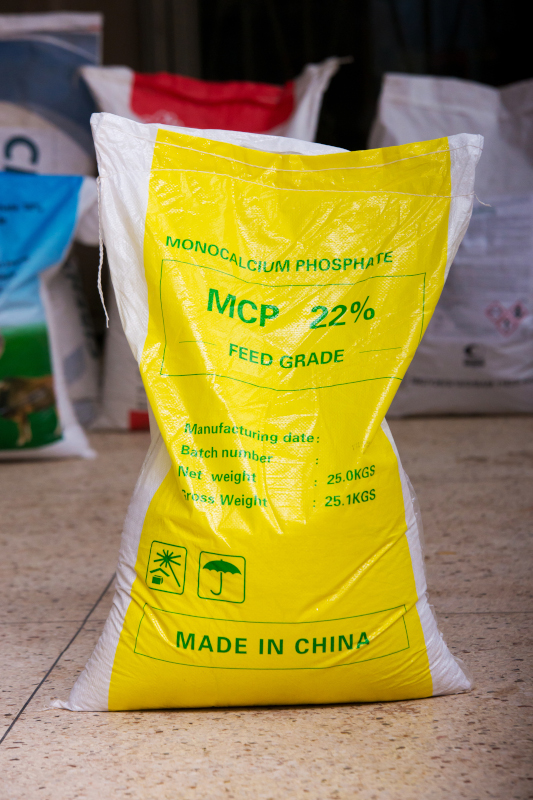 MONOCALCIUM PHOSPHATE
MCP 22%
FEED GRADE
Manufacturing date:
Batch number :
Net weight : 25.0KGS
Gross Weight : 25.1KGS
MADE IN CHINA